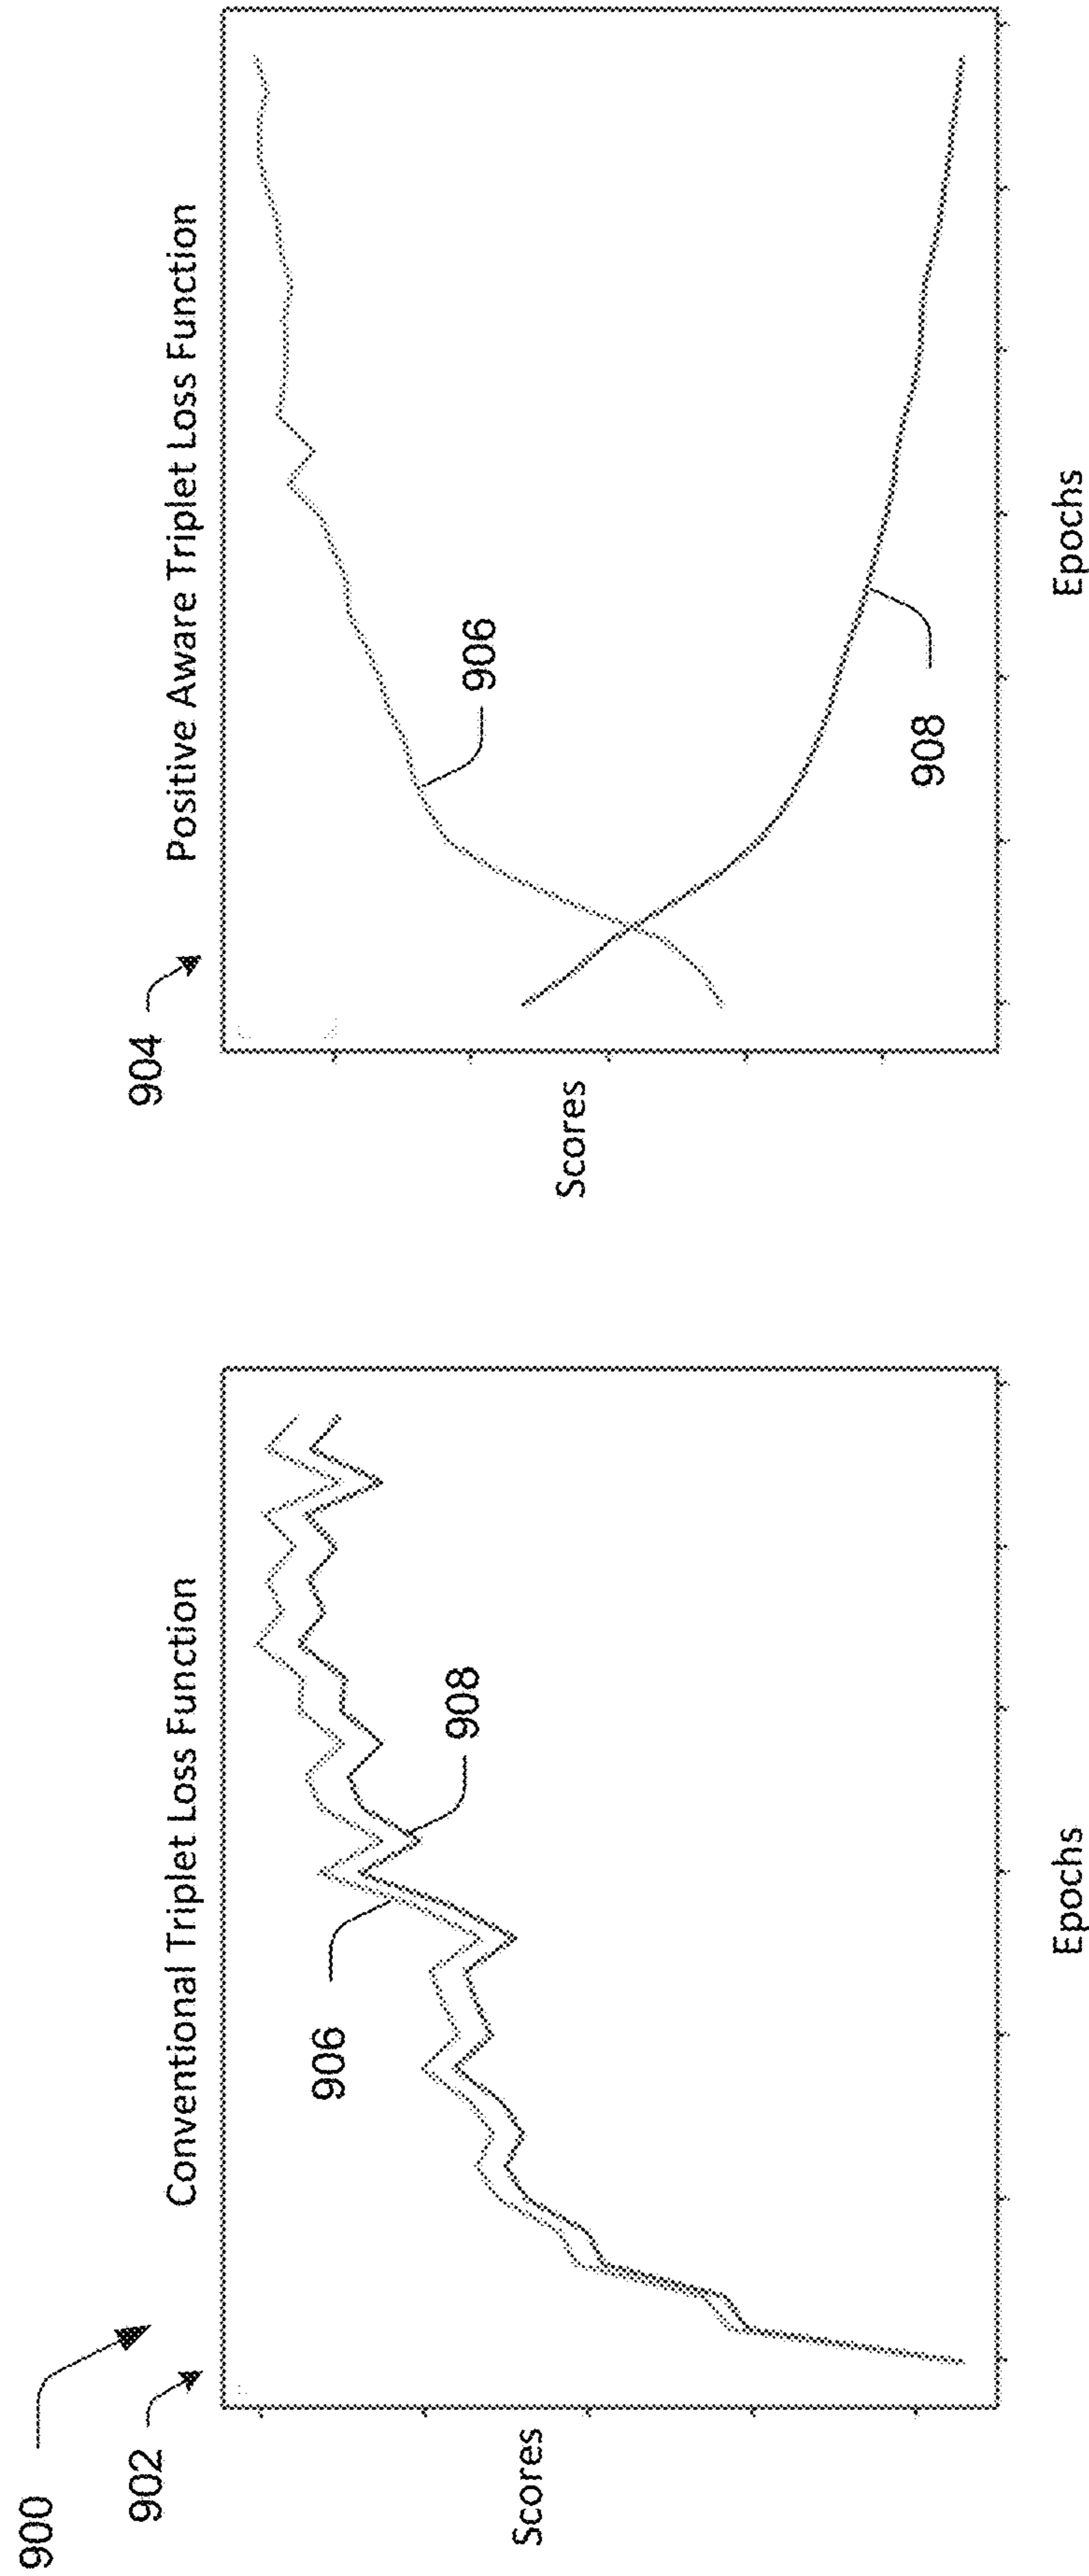 900
902
Conventional Triplet Loss Function
Scores
906
908
Epochs
904
Positive Aware Triplet Loss Function
Scores
906
908
Epochs